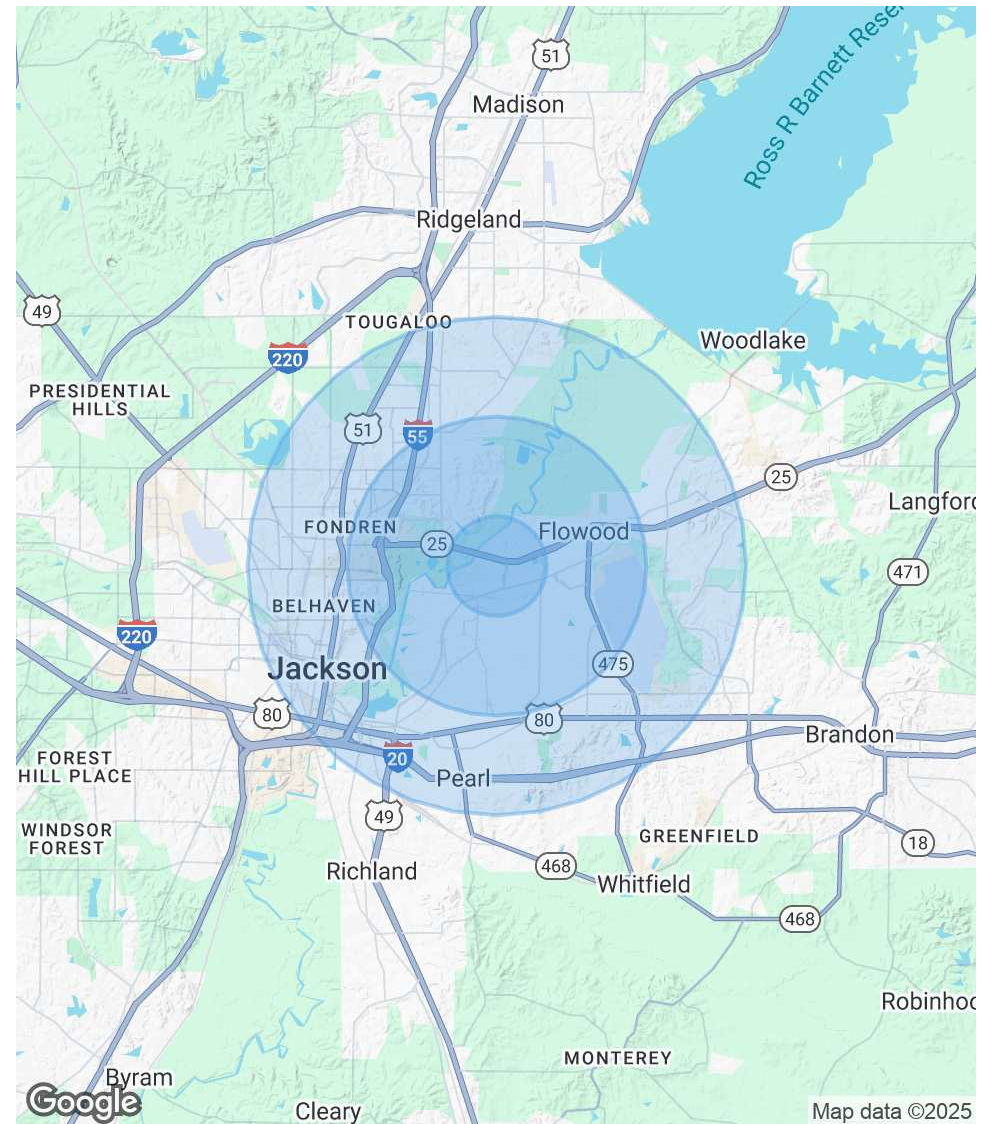 51
Madison
Ross R Barnett Reser
Ridgeland
49
TOUGALOO
Woodlake
220
PRESIDENTIAL
HILLS
51
55
25
Langford
FONDREN
25
Flowood
471
BELHAVEN
220
Jackson
475
80
80
Brandon
FOREST
HILL PLACE
20
Pearl
49
WINDSOR
FOREST
GREENFIELD
18
Richland
468
Whitfield
468
Robinhoo
MONTEREY
Byram
Google
Cleary
Map data ©2025